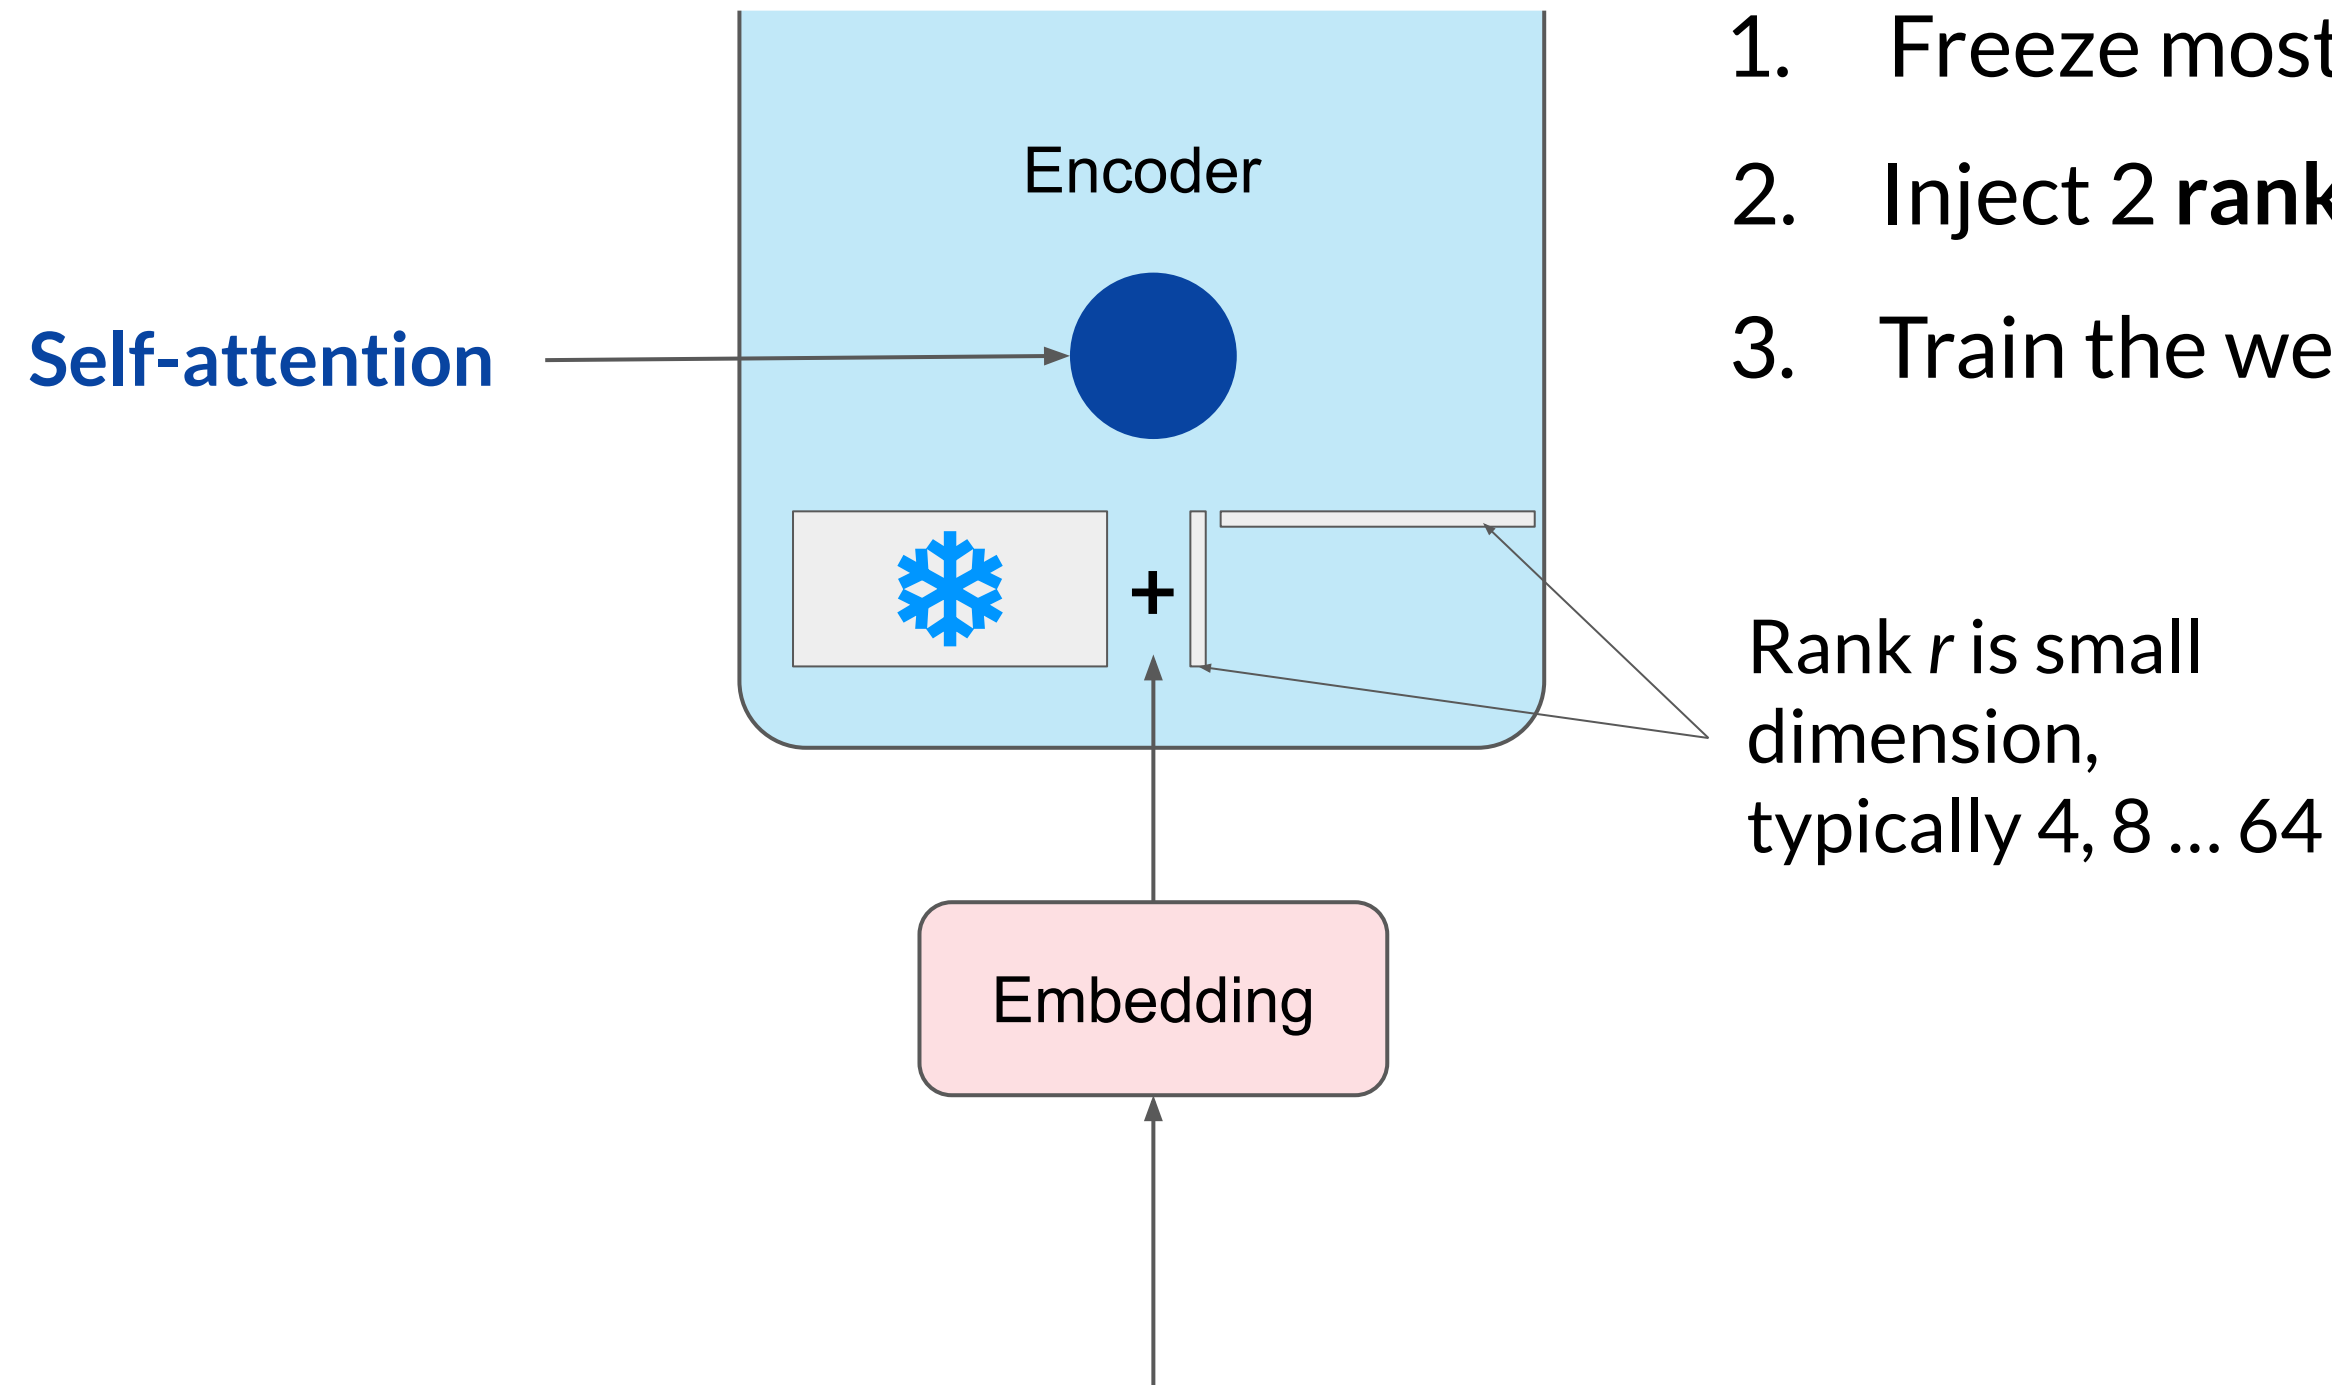 1. Freeze most
2. Inject 2 rank
3. Train the we
Encoder
Self-attention
+
Rank r is small
dimension,
typically 4, 8 ... 64
Embedding